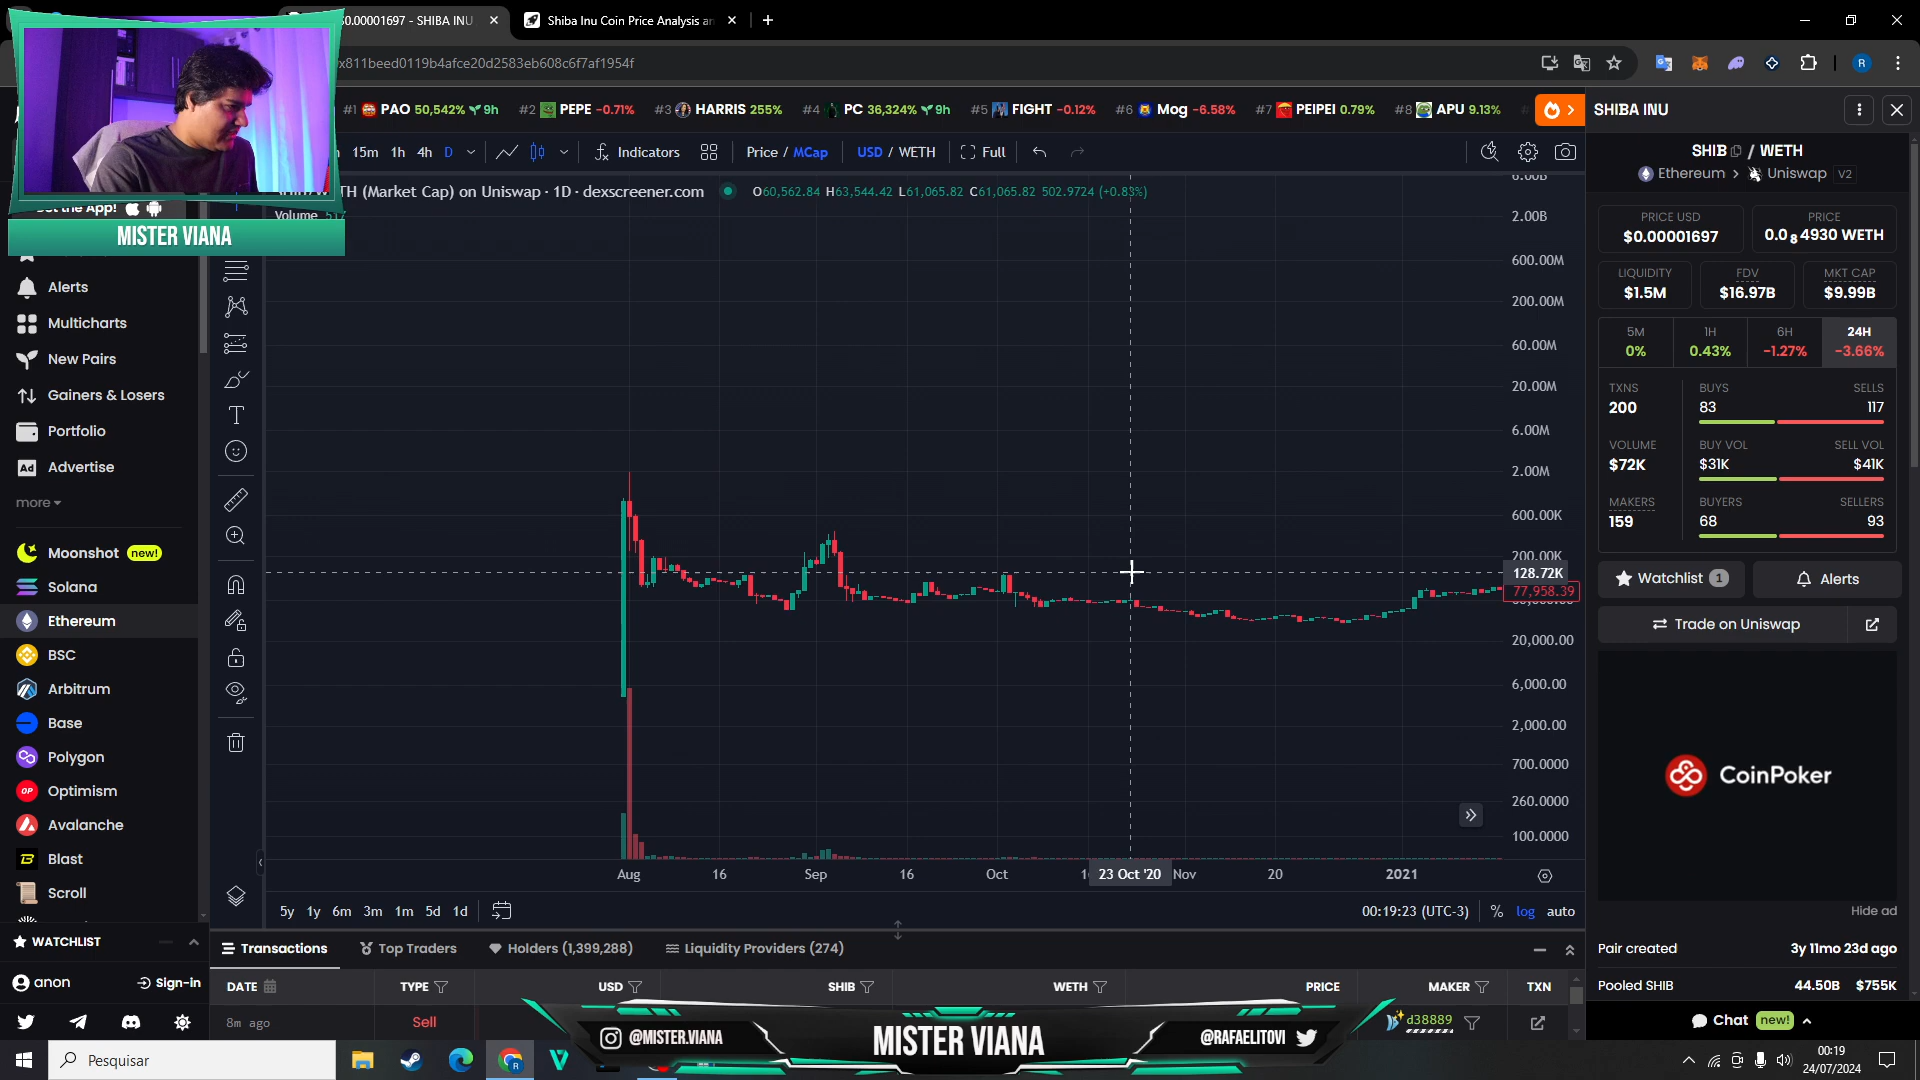 0.00001697 - SHIBA INU
Shiba Inu Coin Price Analysis an
x811beed0119b4afce20d2583eb608c6f7af1954f
#1 PAO 50,542% 9h #2 PEPE -0.71% #3 HARRIS 255% #4 PC 36,324% 9h #5 FIGHT -0.12% #6 Mog -6.58% #7 PEIPEI 0.79% #8 APU 9.13%
15m 1h 4h D Indicators Price / MCap USD / WETH Full
TH (Market Cap) on Uniswap · 1D · dexscreener.com O60,562.84 H63,544.42 L61,065.82 C61,065.82 502.9724 (+0.83%)
Get the App!
Volume
MISTER VIANA
Alerts
Multicharts
New Pairs
Gainers & Losers
Portfolio
Ad Advertise
more
Moonshot new!
Solana
Ethereum
BSC
Arbitrum
Base
Polygon
OP Optimism
Avalanche
Blast
Scroll
WATCHLIST
anon Sign-in
2.00B
600.00M
200.00M
60.00M
20.00M
6.00M
2.00M
600.00K
200.00K
128.72K
77,958.39
20,000.00
6,000.00
2,000.00
700.0000
260.0000
100.0000
Aug 16 Sep 16 Oct 23 Oct '20 Nov 20 2021
5y 1y 6m 3m 1m 5d 1d 00:19:23 (UTC-3) % log auto
Transactions Top Traders Holders (1,399,288) Liquidity Providers (274)
DATE TYPE USD SHIB WETH PRICE MAKER TXN
8m ago Sell d38889
@MISTER.VIANA MISTER VIANA @RAFAELITOVI
SHIBA INU
SHIB / WETH
Ethereum > Uniswap V2
PRICE USD PRICE
$0.00001697 0.0₈4930 WETH
LIQUIDITY FDV MKT CAP
$1.5M $16.97B $9.99B
5M 1H 6H 24H
0% 0.43% -1.27% -3.66%
TXNS BUYS SELLS
200 83 117
VOLUME BUY VOL SELL VOL
$72K $31K $41K
MAKERS BUYERS SELLERS
159 68 93
Watchlist 1 Alerts
Trade on Uniswap
CoinPoker
Hide ad
Pair created 3y 11mo 23d ago
Pooled SHIB 44.50B $755K
Chat new!
Pesquisar
00:19
24/07/2024